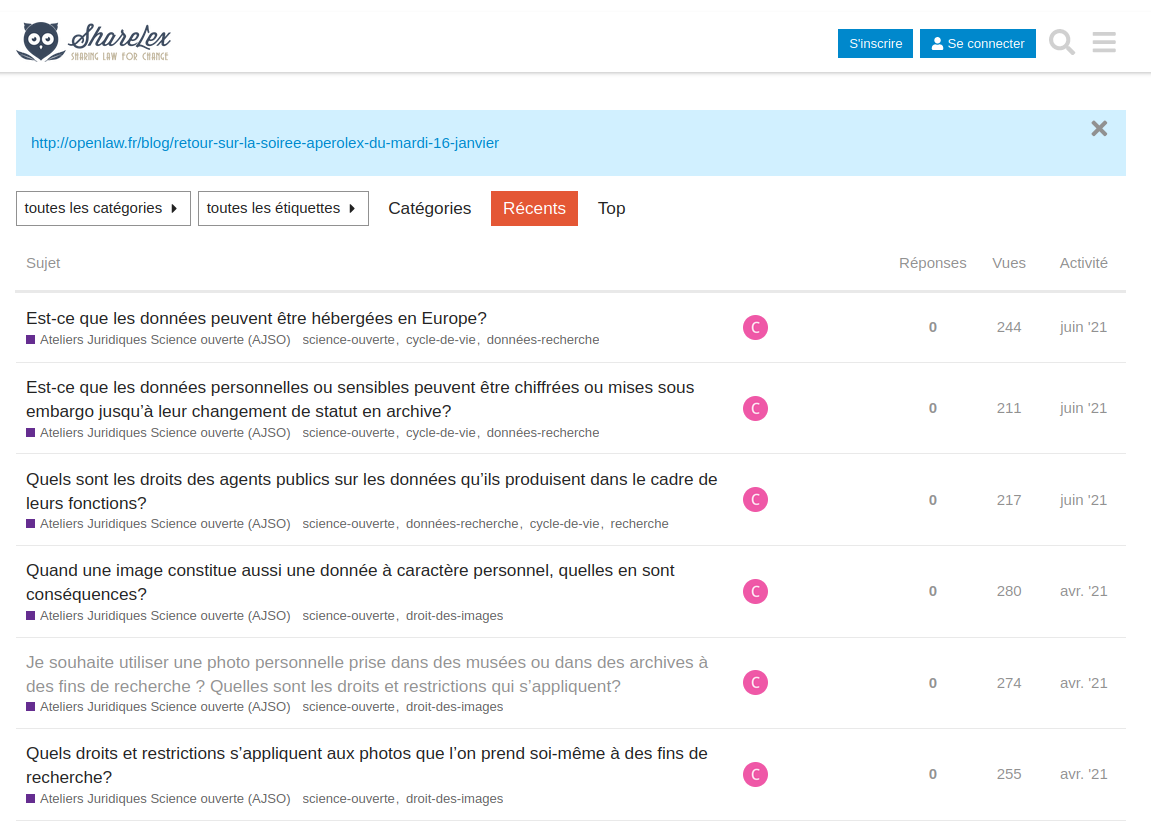 ShareLex
SHARING LAW FOR CHANGE
S'inscrire
Se connecter
http://openlaw.fr/blog/retour-sur-la-soiree-aperolex-du-mardi-16-janvier
toutes les catégories
toutes les étiquettes
Catégories
Récents
Top
Sujet
Réponses
Vues
Activité
Est-ce que les données peuvent être hébergées en Europe?
Ateliers Juridiques Science ouverte (AJSO) science-ouverte, cycle-de-vie, données-recherche
C
0
244
juin '21
Est-ce que les données personnelles ou sensibles peuvent être chiffrées ou mises sous
embargo jusqu’à leur changement de statut en archive?
Ateliers Juridiques Science ouverte (AJSO) science-ouverte, cycle-de-vie, données-recherche
C
0
211
juin '21
Quels sont les droits des agents publics sur les données qu’ils produisent dans le cadre de
leurs fonctions?
Ateliers Juridiques Science ouverte (AJSO) science-ouverte, données-recherche, cycle-de-vie, recherche
C
0
217
juin '21
Quand une image constitue aussi une donnée à caractère personnel, quelles en sont
conséquences?
Ateliers Juridiques Science ouverte (AJSO) science-ouverte, droit-des-images
C
0
280
avr. '21
Je souhaite utiliser une photo personnelle prise dans des musées ou dans des archives à
des fins de recherche ? Quelles sont les droits et restrictions qui s’appliquent?
Ateliers Juridiques Science ouverte (AJSO) science-ouverte, droit-des-images
C
0
274
avr. '21
Quels droits et restrictions s’appliquent aux photos que l’on prend soi-même à des fins de
recherche?
Ateliers Juridiques Science ouverte (AJSO) science-ouverte, droit-des-images
C
0
255
avr. '21